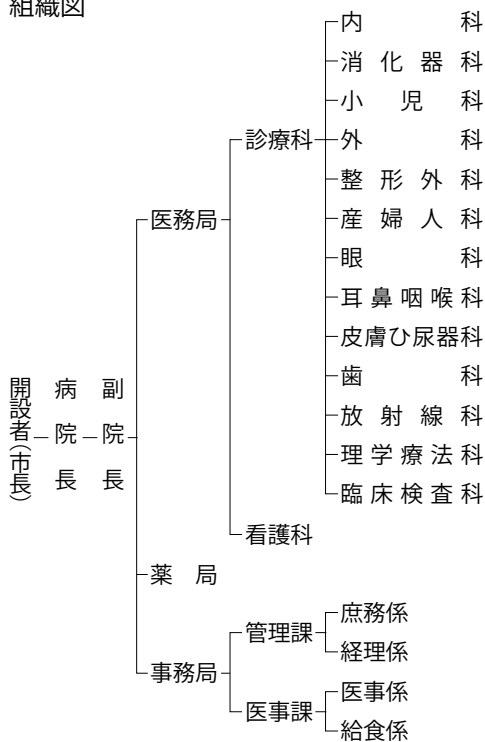 組織図
開設者(市長)
病院長
副院長
医務局
診療科
内科
消化器科
小児科
外科
整形外科
産婦人科
眼科
耳鼻咽喉科
皮膚ひ尿器科
歯科
放射線科
理学療法科
臨床検査科
看護科
薬局
事務局
管理課
庶務係
経理係
医事課
医事係
給食係